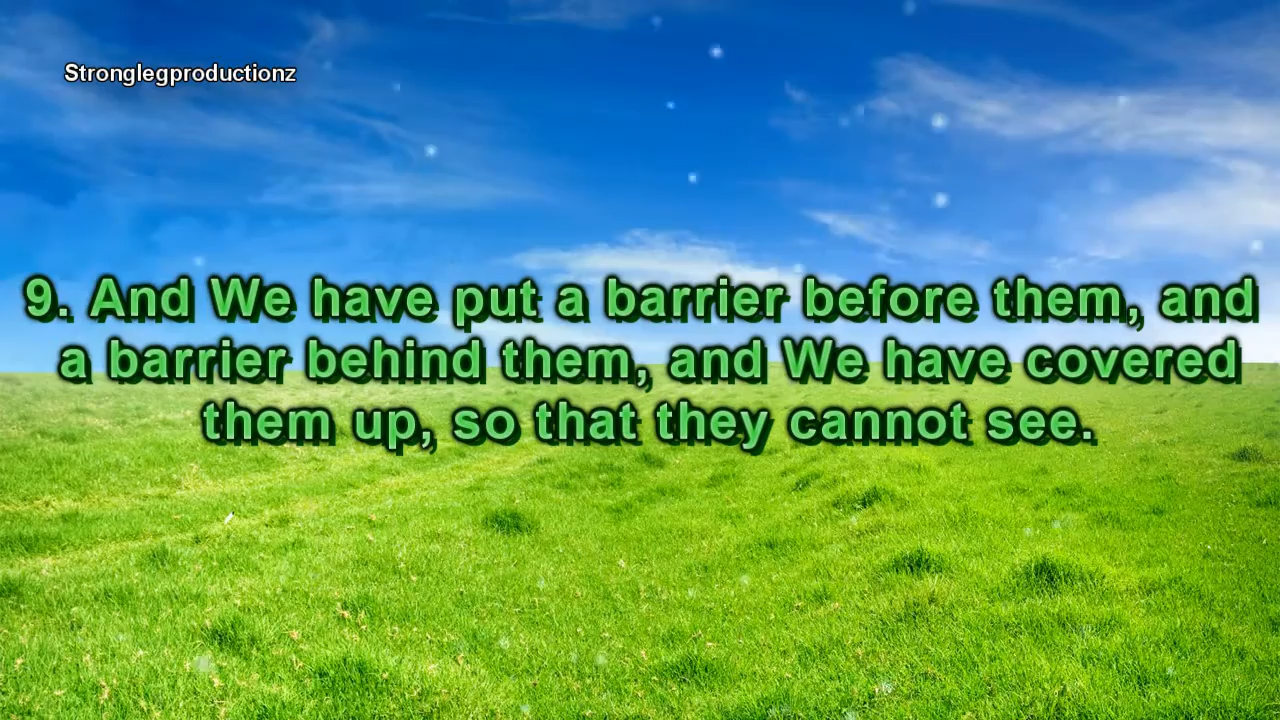 Stronglegproductionz
9. And We have put a barrier before them, and
a barrier behind them, and We have covered
them up, so that they cannot see.